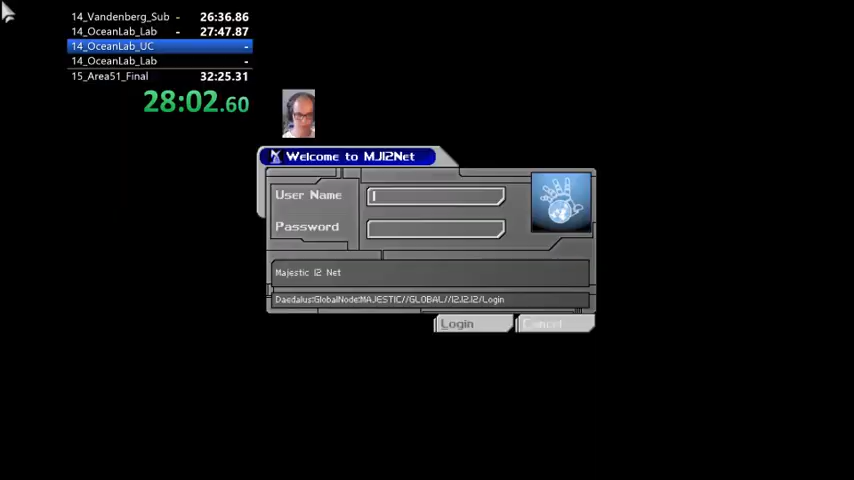 14_Vandenberg_Sub - 26:36.86
14_OceanLab_Lab - 27:47.87
14_OceanLab_UC -
14_OceanLab_Lab -
15_Area51_Final 32:25.31
28:02.60
Welcome to MJ12Net
User Name
Password
Majestic 12 Net
Daedalus:GlobalNode:MAJESTIC//GLOBAL//12.12.12/Login
Login Cancel